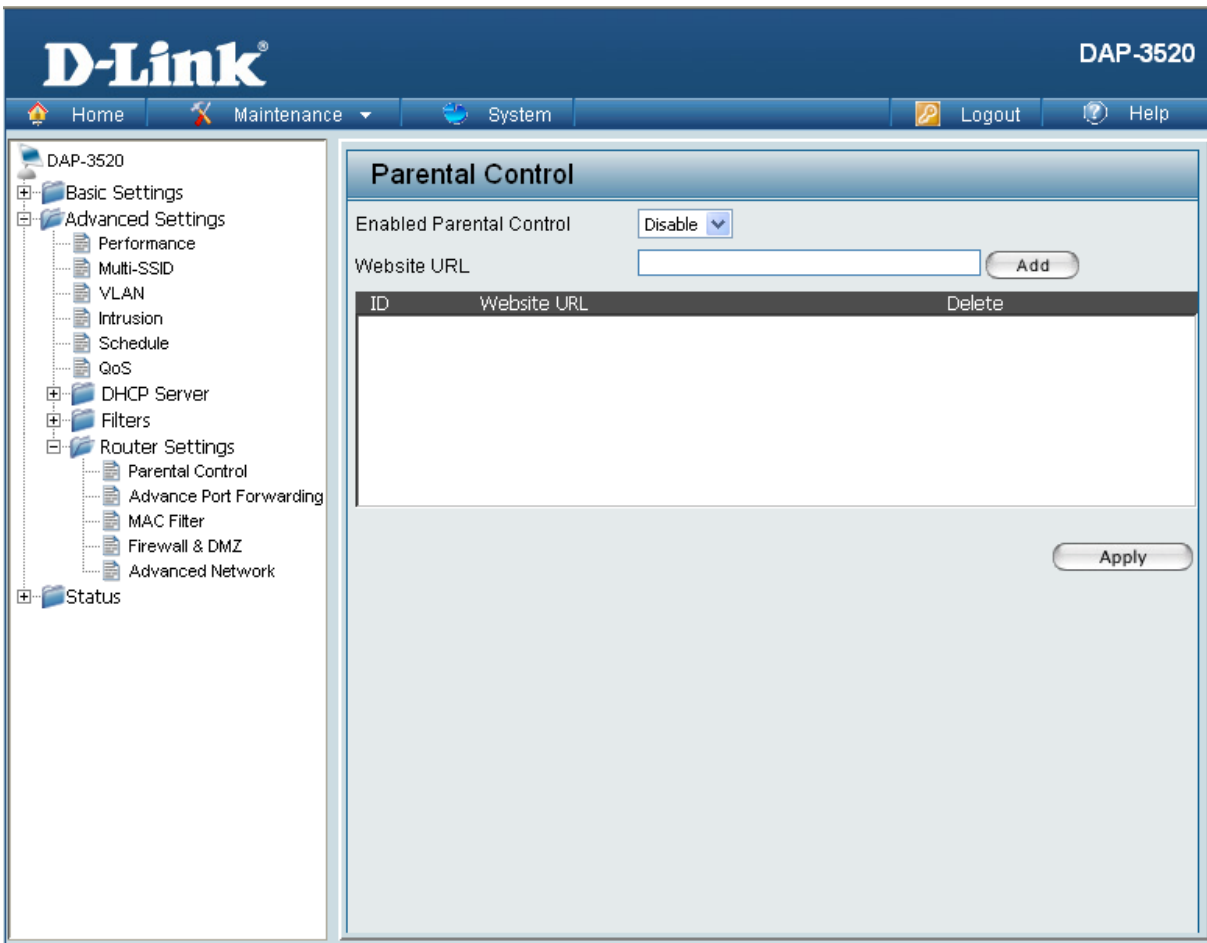 D-Link®
DAP-3520
Home Maintenance System Logout Help
DAP-3520
Basic Settings
Advanced Settings
Performance
Multi-SSID
VLAN
Intrusion
Schedule
QoS
DHCP Server
Filters
Router Settings
Parental Control
Advance Port Forwarding
MAC Filter
Firewall & DMZ
Advanced Network
Status
Parental Control
Enabled Parental Control Disable
Website URL Add
ID Website URL Delete
Apply